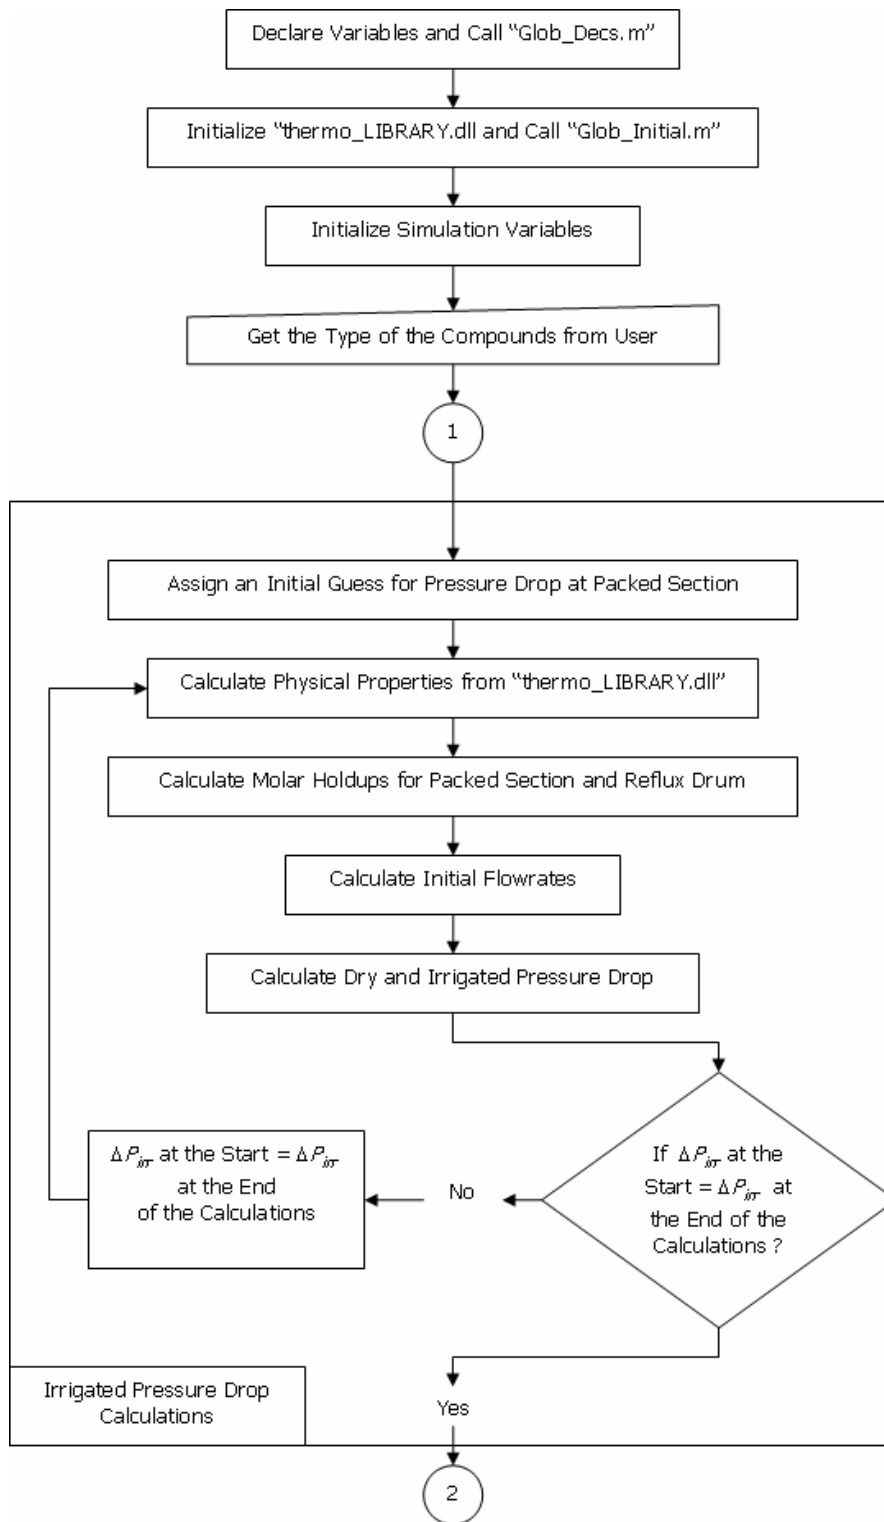 Declare Variables and Call “Glob_Decs.m”
Initialize “thermo_LIBRARY.dll and Call “Glob_Initial.m”
Initialize Simulation Variables
Get the Type of the Compounds from User
1
Assign an Initial Guess for Pressure Drop at Packed Section
Calculate Physical Properties from “thermo_LIBRARY.dll”
Calculate Molar Holdups for Packed Section and Reflux Drum
Calculate Initial Flowrates
Calculate Dry and Irrigated Pressure Drop
If ΔP_irr at the
Start = ΔP_irr at
the End of the
Calculations ?
No
ΔP_irr at the Start = ΔP_irr
at the End
of the Calculations
Yes
Irrigated Pressure Drop
Calculations
2